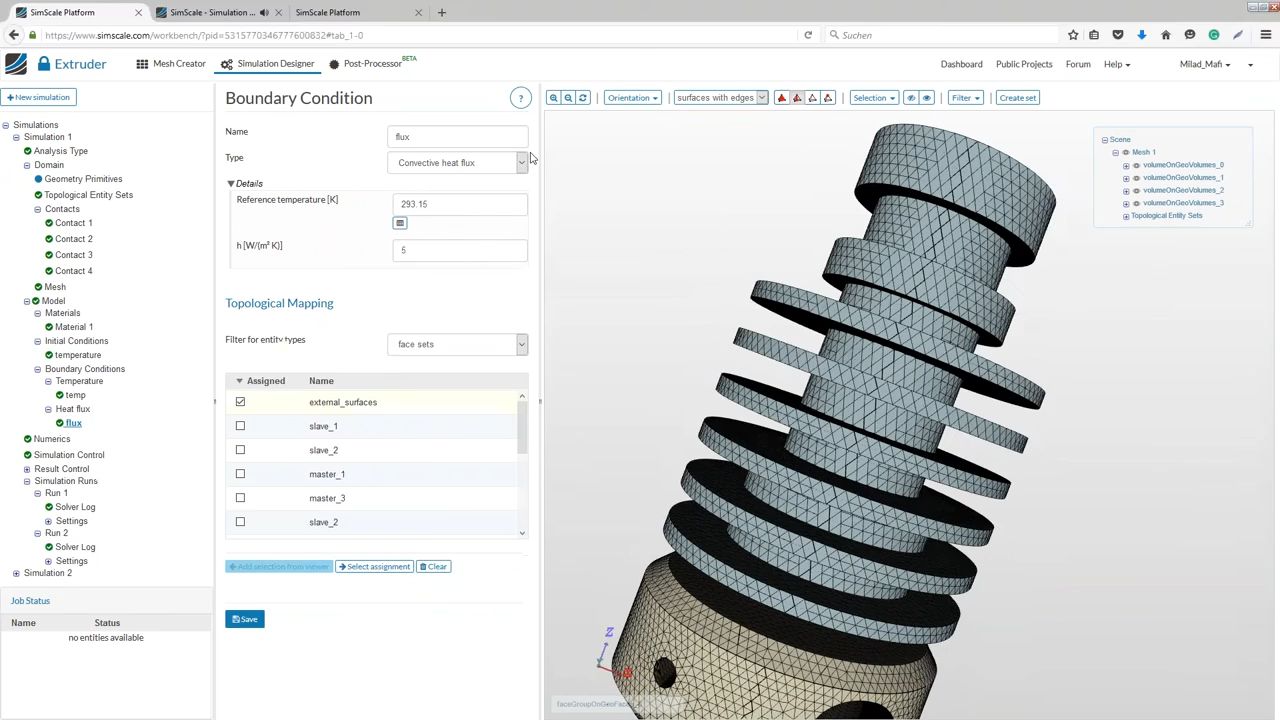 SimScale Platform
SimScale - Simulation ...
SimScale Platform
https://www.simscale.com/workbench/?pid=5315770346777600832#tab_1-0
Suchen
Extruder
Mesh Creator
Simulation Designer
Post-Processor BETA
Dashboard
Public Projects
Forum
Help
Milad_Mafi
New simulation
Simulations
Simulation 1
Analysis Type
Domain
Geometry Primitives
Topological Entity Sets
Contacts
Contact 1
Contact 2
Contact 3
Contact 4
Mesh
Model
Materials
Material 1
Initial Conditions
temperature
Boundary Conditions
Temperature
temp
Heat flux
flux
Numerics
Simulation Control
Result Control
Simulation Runs
Run 1
Solver Log
Settings
Run 2
Solver Log
Settings
Simulation 2
Job Status
Name Status
no entities available
Boundary Condition
?
Name flux
Type Convective heat flux
Details
Reference temperature [K] 293.15
h [W/(m² K)] 5
Topological Mapping
Filter for entity types face sets
Assigned Name
external_surfaces
slave_1
slave_2
master_1
master_3
slave_2
Add selection from viewer
Select assignment
Clear
Save
Orientation
surfaces with edges
Selection
Filter
Create set
Scene
Mesh 1
volumeOnGeoVolumes_0
volumeOnGeoVolumes_1
volumeOnGeoVolumes_2
volumeOnGeoVolumes_3
Topological Entity Sets
Z